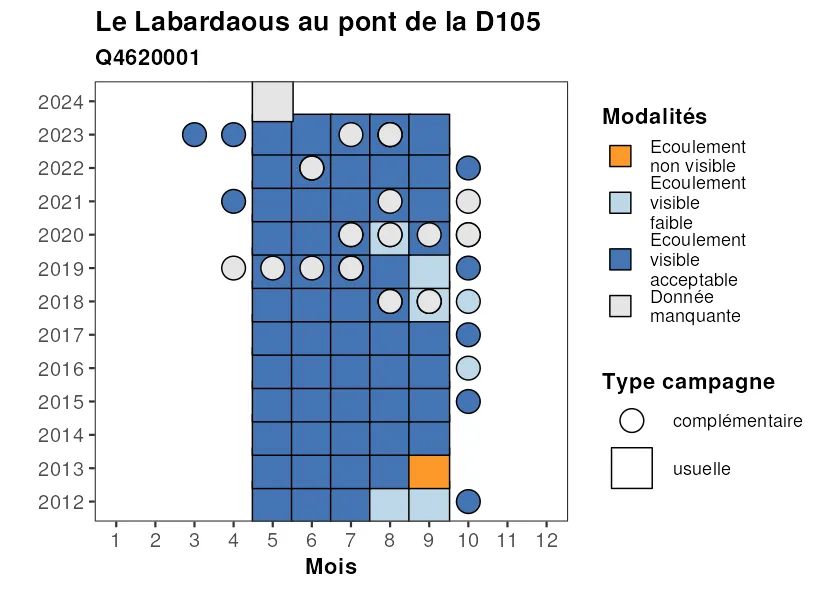 Le Labardaous au pont de la D105
Q4620001
2024
2023
2022
2021
2020
2019
2018
2017
2016
2015
2014
2013
2012
1 2 3 4 5 6 7 8 9 10 11 12
Mois
Modalités
Ecoulement
non visible
Ecoulement
visible
faible
Ecoulement
visible
acceptable
Donnée
manquante
Type campagne
complémentaire
usuelle